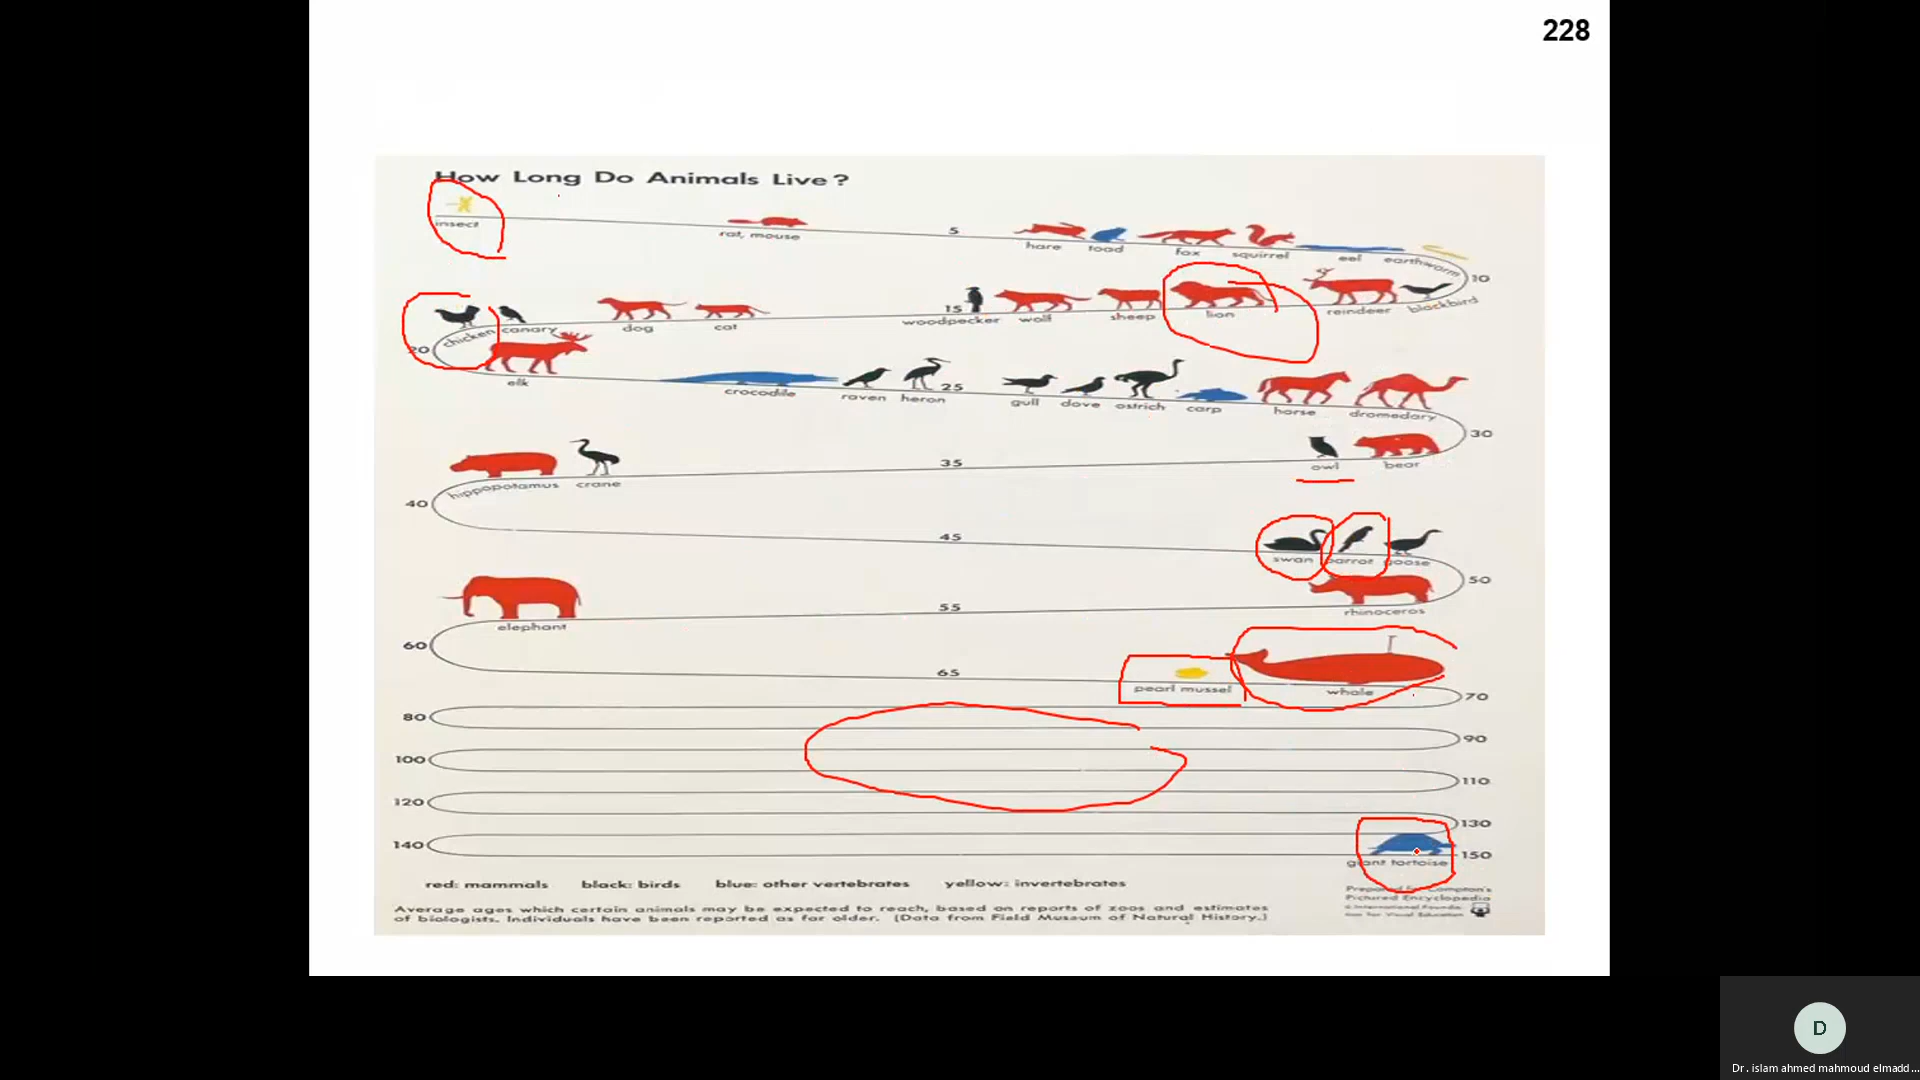 228
How Long Do Animals Live?
insect
rat, mouse
5
hare
toad
fox
squirrel
eel
earthworm
10
chicken
canary
dog
cat
15
woodpecker
wolf
sheep
lion
reindeer
blackbird
20
elk
crocodile
raven
heron
25
gull
dove
ostrich
carp
horse
dromedary
30
hippopotamus
crane
35
owl
bear
40
45
swan
parrot
goose
50
elephant
55
rhinoceros
60
65
pearl mussel
whale
70
80
90
100
110
120
130
140
giant tortoise
150
red: mammals black: birds blue: other vertebrates yellow: invertebrates
Average ages which certain animals may be expected to reach, based on reports of zoos and estimates
of biologists. Individuals have been reported as far older. (Data from Field Museum of Natural History.)
Prepared for Compton's
Pictured Encyclopedia
© International Founda-
tion for Visual Education
D
Dr. islam ahmed mahmoud elmadd...